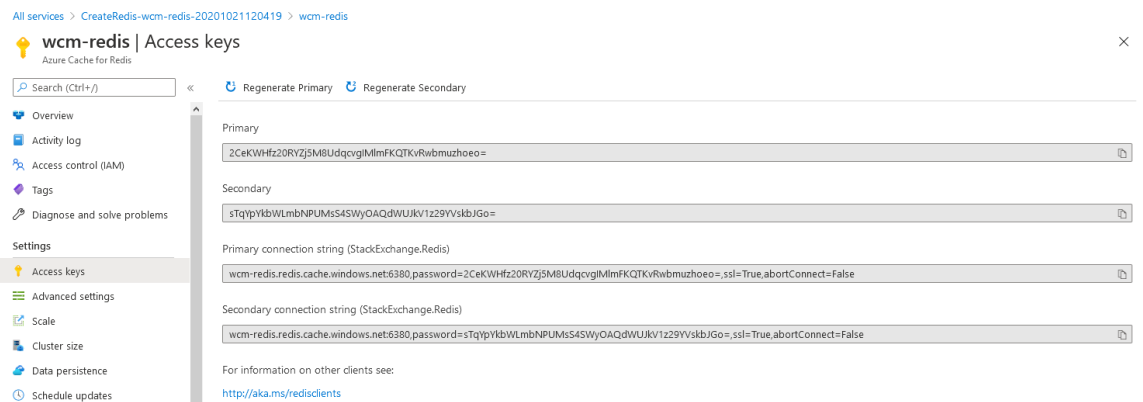 All services > CreateRedis-wcm-redis-20201021120419 > wcm-redis
wcm-redis | Access keys
Azure Cache for Redis
Search (Ctrl+/)
Overview
Activity log
Access control (IAM)
Tags
Diagnose and solve problems
Settings
Access keys
Advanced settings
Scale
Cluster size
Data persistence
Schedule updates
Regenerate Primary
Regenerate Secondary
Primary
2CeKWHfz20RYZj5M8UdqcvgIMlmFKQTKvRwbmuzhoeo=
Secondary
sTqYpYkbWLmbNPUMsS4SWyOAQdWUJkV1z29YVskbJGo=
Primary connection string (StackExchange.Redis)
wcm-redis.redis.cache.windows.net:6380,password=2CeKWHfz20RYZj5M8UdqcvgIMlmFKQTKvRwbmuzhoeo=,ssl=True,abortConnect=False
Secondary connection string (StackExchange.Redis)
wcm-redis.redis.cache.windows.net:6380,password=sTqYpYkbWLmbNPUMsS4SWyOAQdWUJkV1z29YVskbJGo=,ssl=True,abortConnect=False
For information on other clients see:
http://aka.ms/redisclients